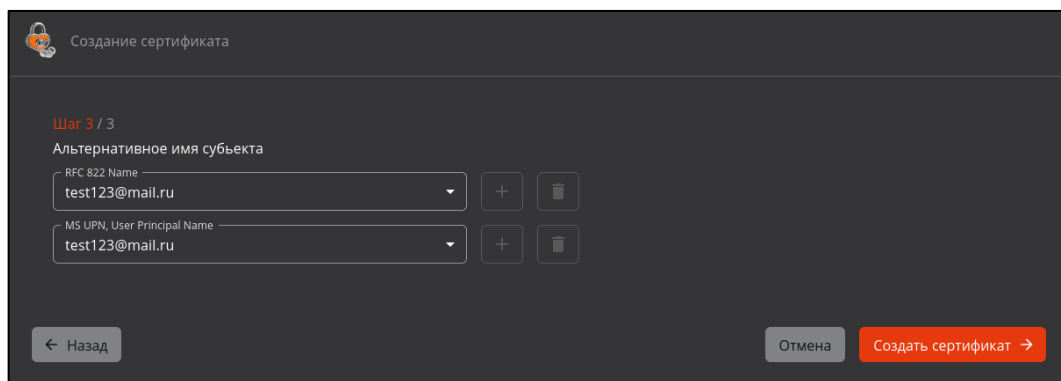 Создание сертификата
Шаг 3 / 3
Альтернативное имя субъекта
RFC 822 Name
test123@mail.ru
MS UPN, User Principal Name
test123@mail.ru
Назад
Отмена
Создать сертификат